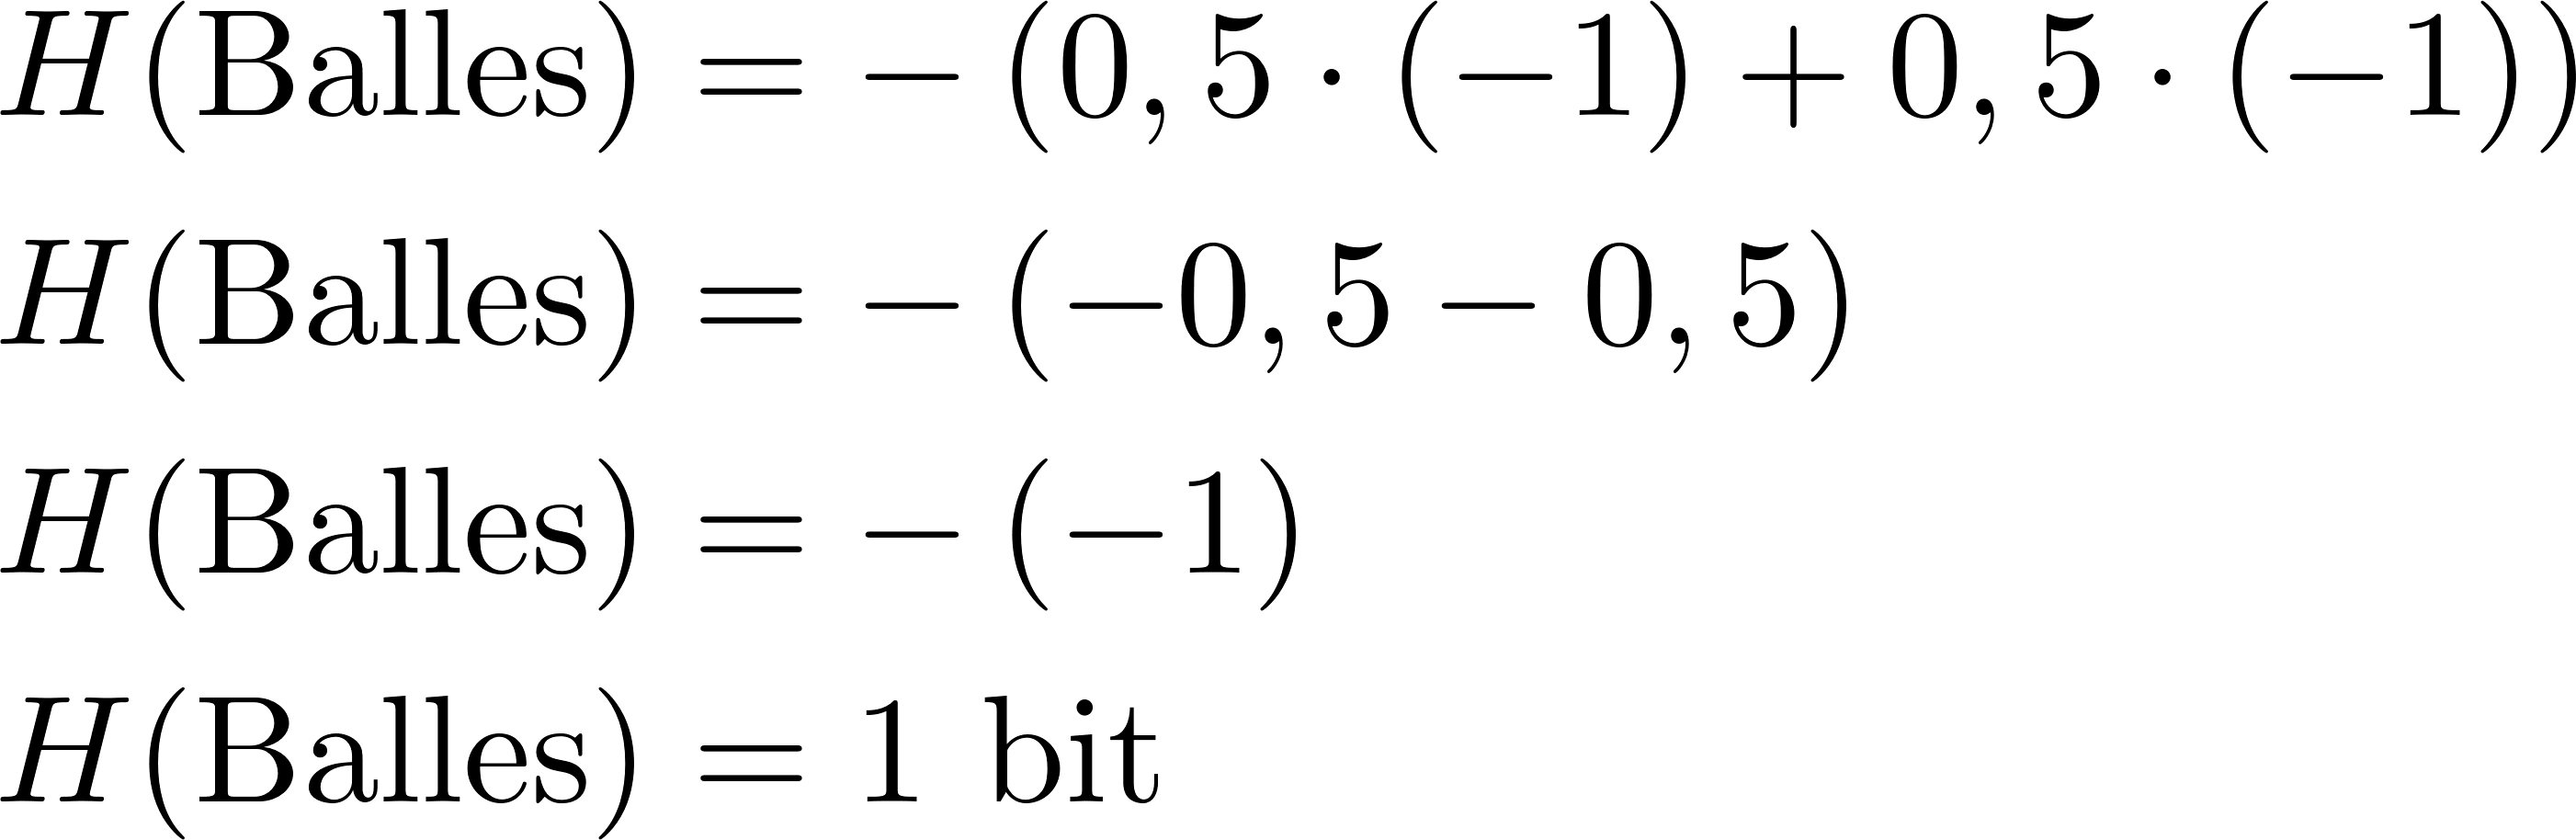 H(Balles) = −(0,5 · (−1) + 0,5 · (−1))
H(Balles) = −(−0,5 − 0,5)
H(Balles) = −(−1)
H(Balles) = 1 bit